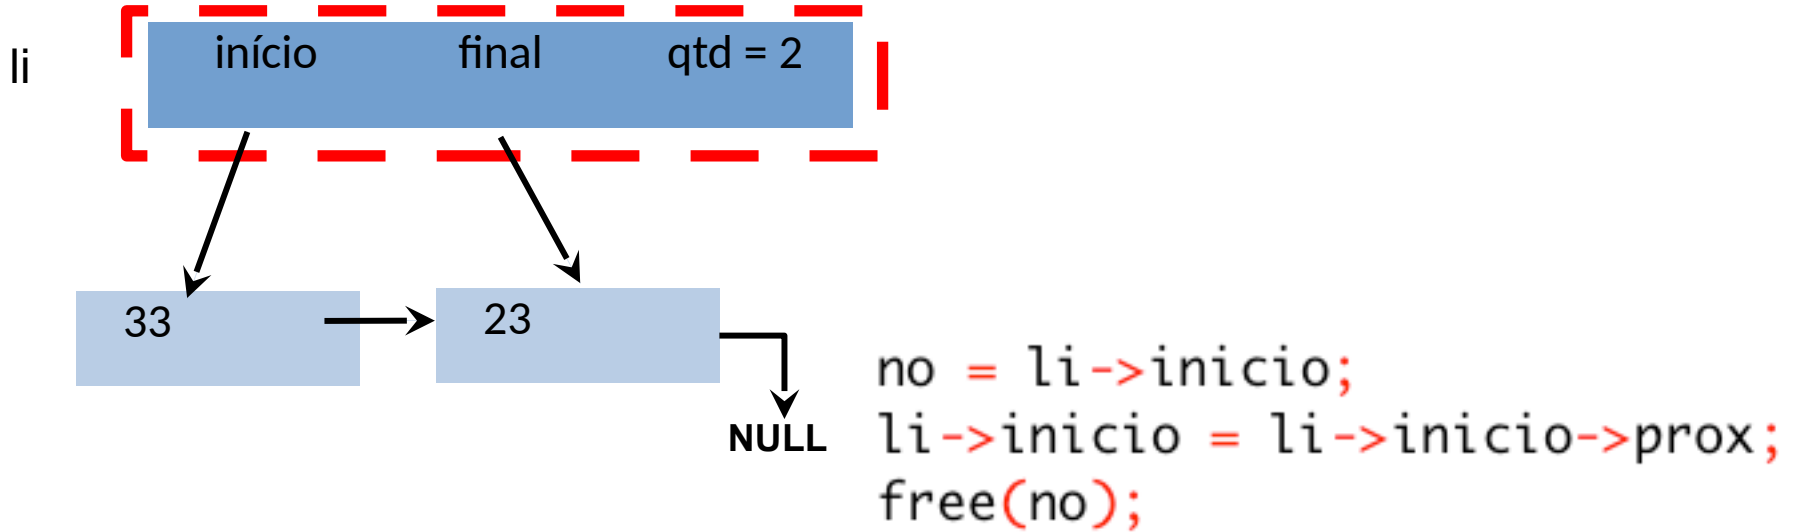 li
início final qtd = 2
33
23
NULL
no = li->inicio;
li->inicio = li->inicio->prox;
free(no);